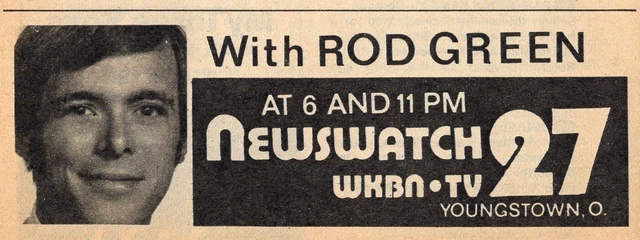 With ROD GREEN
AT 6 AND 11 PM
NEWSWATCH 27
WKBN•TV
YOUNGSTOWN, O.